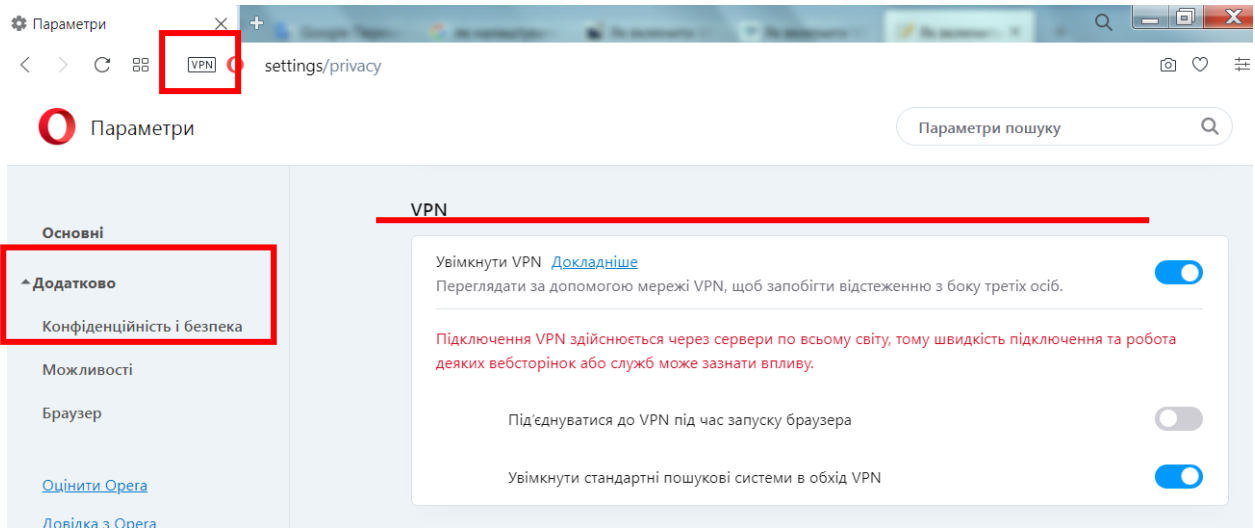 Параметри
VPN
settings/privacy
Параметри
Параметри пошуку
Основні
Додатково
Конфіденційність і безпека
Можливості
Браузер
Оцінити Opera
Довідка з Opera
VPN
Увімкнути VPN Докладніше
Переглядати за допомогою мережі VPN, щоб запобігти відстеженню з боку третіх осіб.
Підключення VPN здійснюється через сервери по всьому світу, тому швидкість підключення та робота
деяких вебсторінок або служб може зазнати впливу.
Під'єднуватися до VPN під час запуску браузера
Увімкнути стандартні пошукові системи в обхід VPN